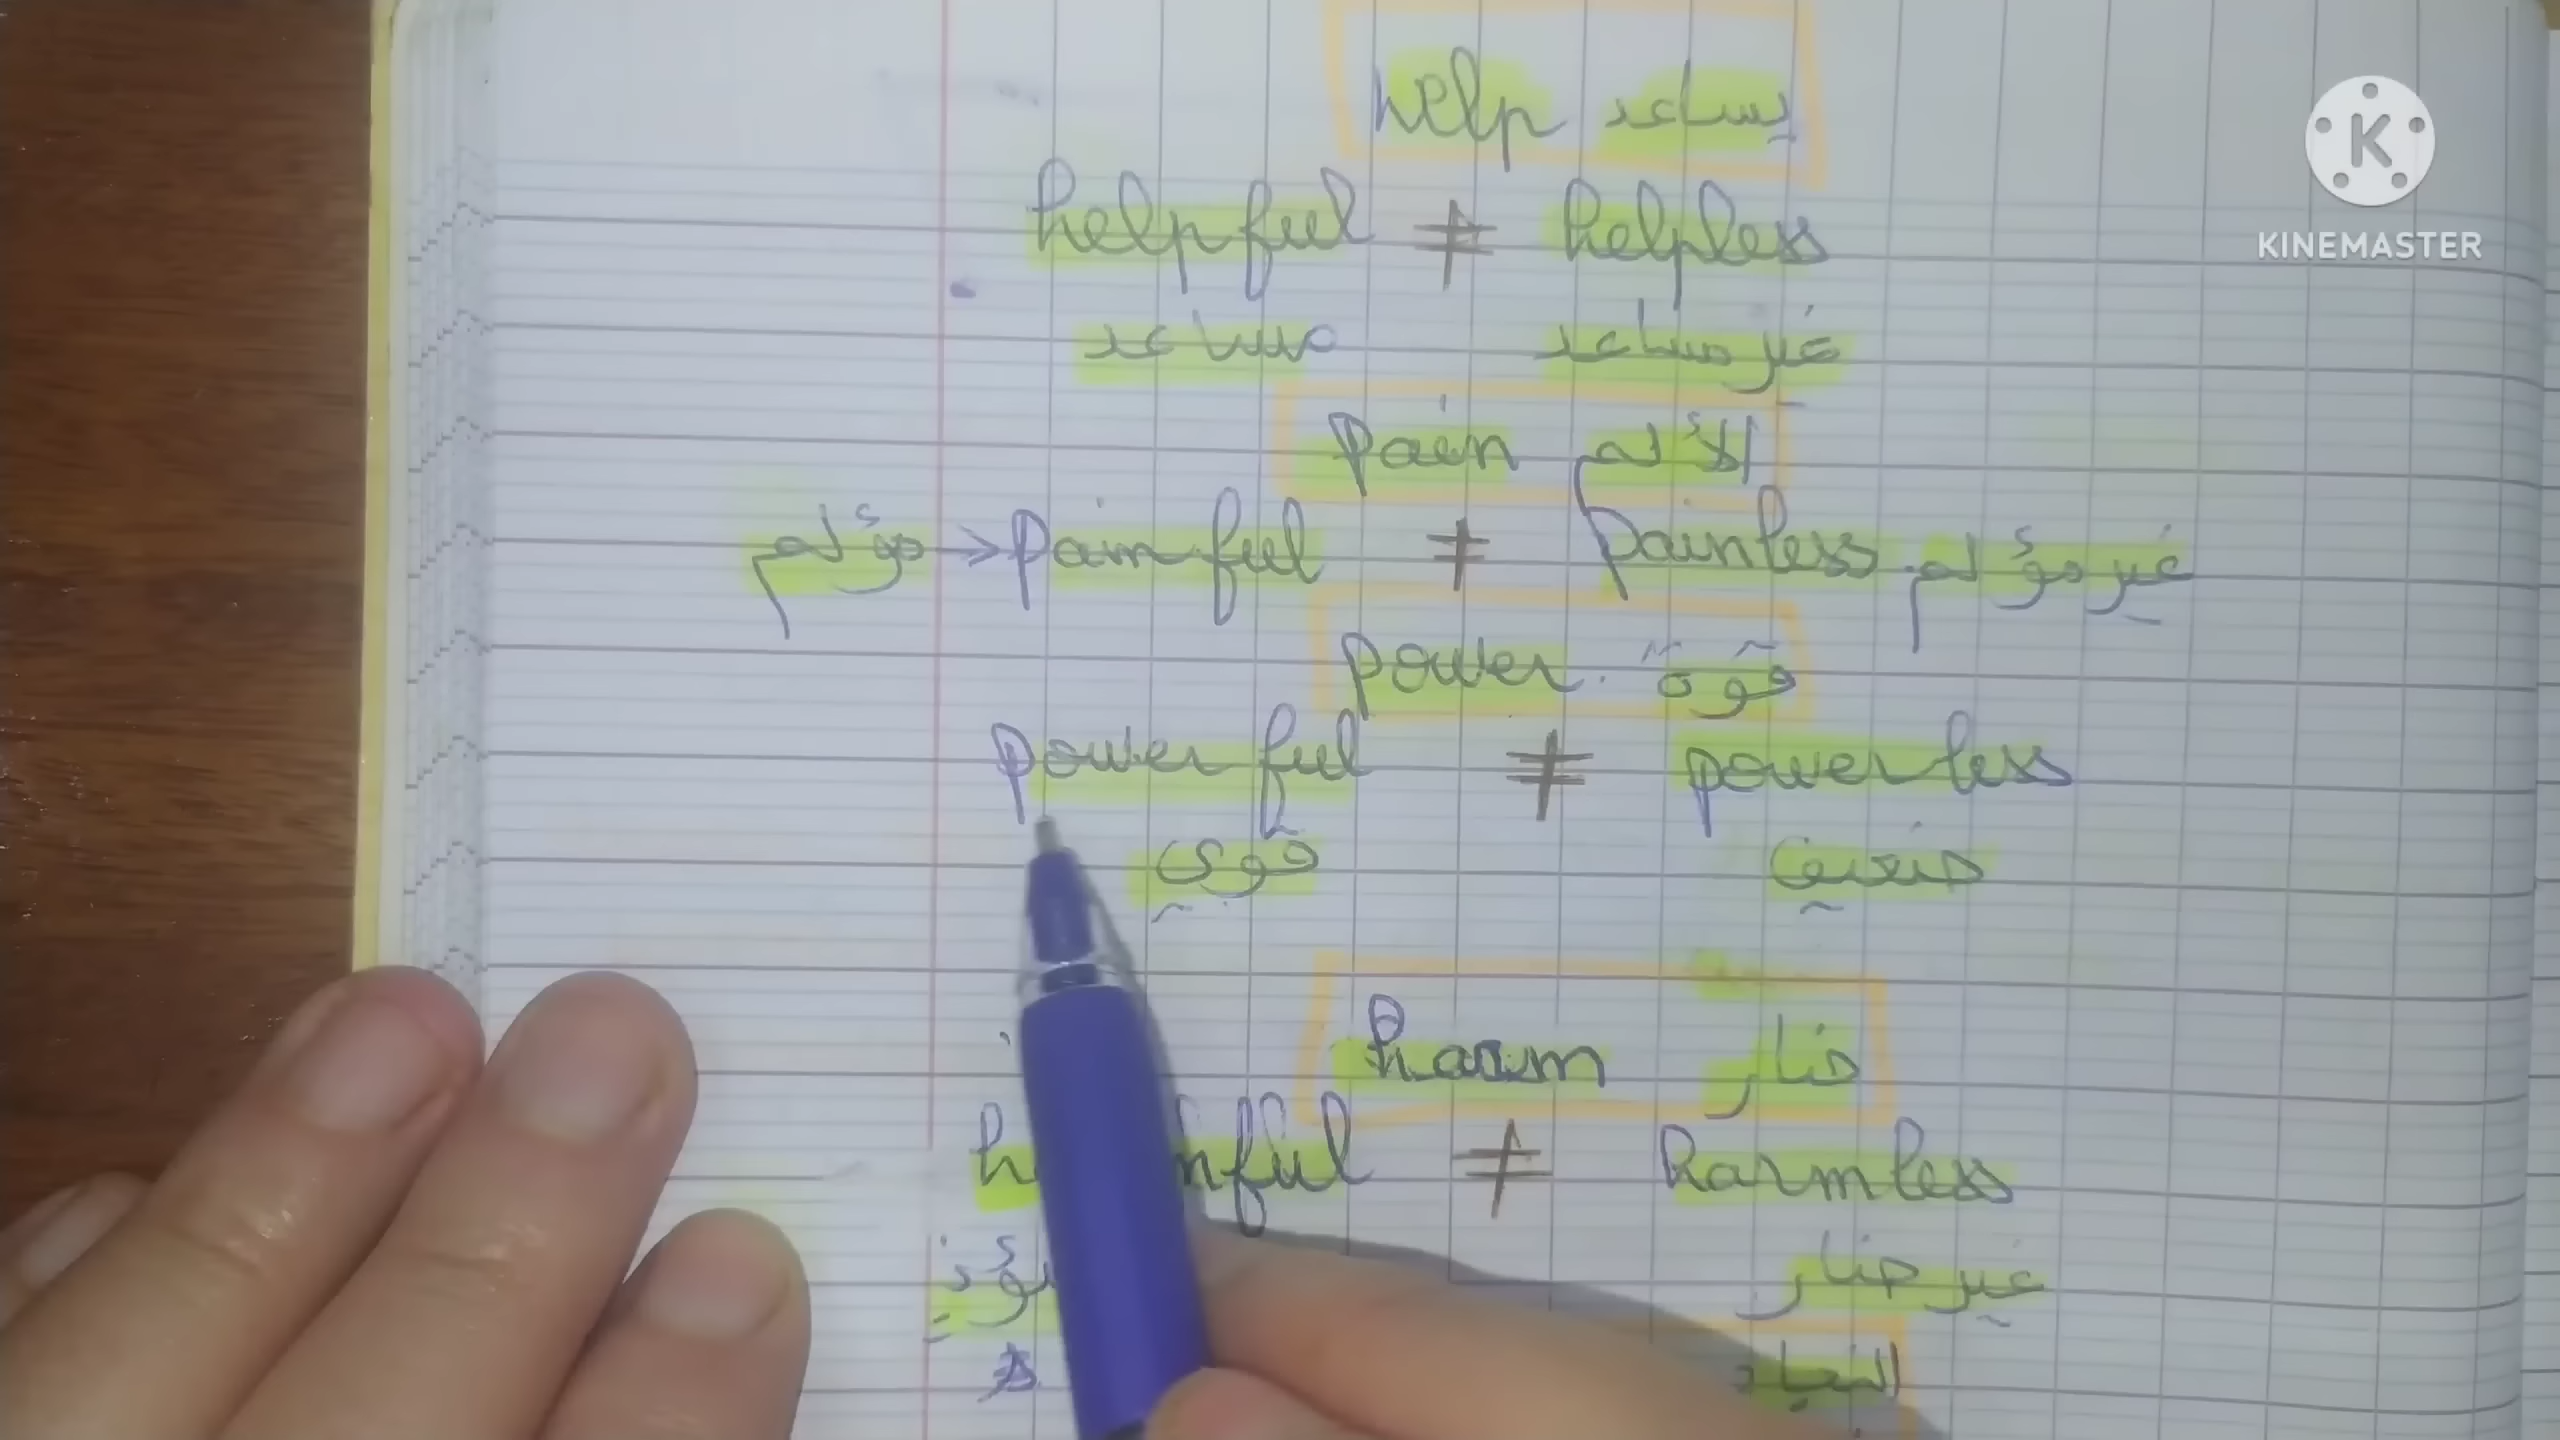 help يساعد
KINEMASTER
helpful ≠ helpless
مساعد غير مساعد
pain الألم
مؤلم > painful ≠ painless غير مؤلم
power قوة
powerful ≠ powerless
قوي ضعيف
harm ضار
harmless ≠
غير ضار